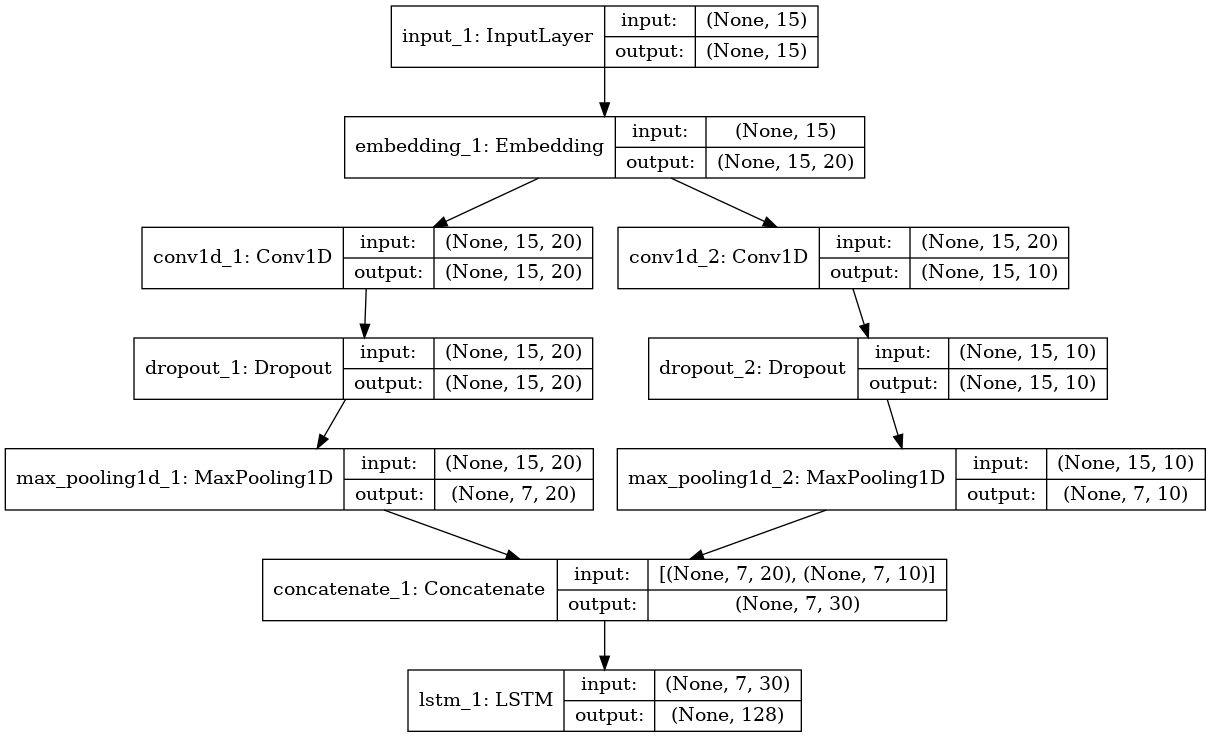 input_1: InputLayer
input: (None, 15)
output: (None, 15)
embedding_1: Embedding
input: (None, 15)
output: (None, 15, 20)
conv1d_1: Conv1D
input: (None, 15, 20)
output: (None, 15, 20)
conv1d_2: Conv1D
input: (None, 15, 20)
output: (None, 15, 10)
dropout_1: Dropout
input: (None, 15, 20)
output: (None, 15, 20)
dropout_2: Dropout
input: (None, 15, 10)
output: (None, 15, 10)
max_pooling1d_1: MaxPooling1D
input: (None, 15, 20)
output: (None, 7, 20)
max_pooling1d_2: MaxPooling1D
input: (None, 15, 10)
output: (None, 7, 10)
concatenate_1: Concatenate
input: [(None, 7, 20), (None, 7, 10)]
output: (None, 7, 30)
lstm_1: LSTM
input: (None, 7, 30)
output: (None, 128)